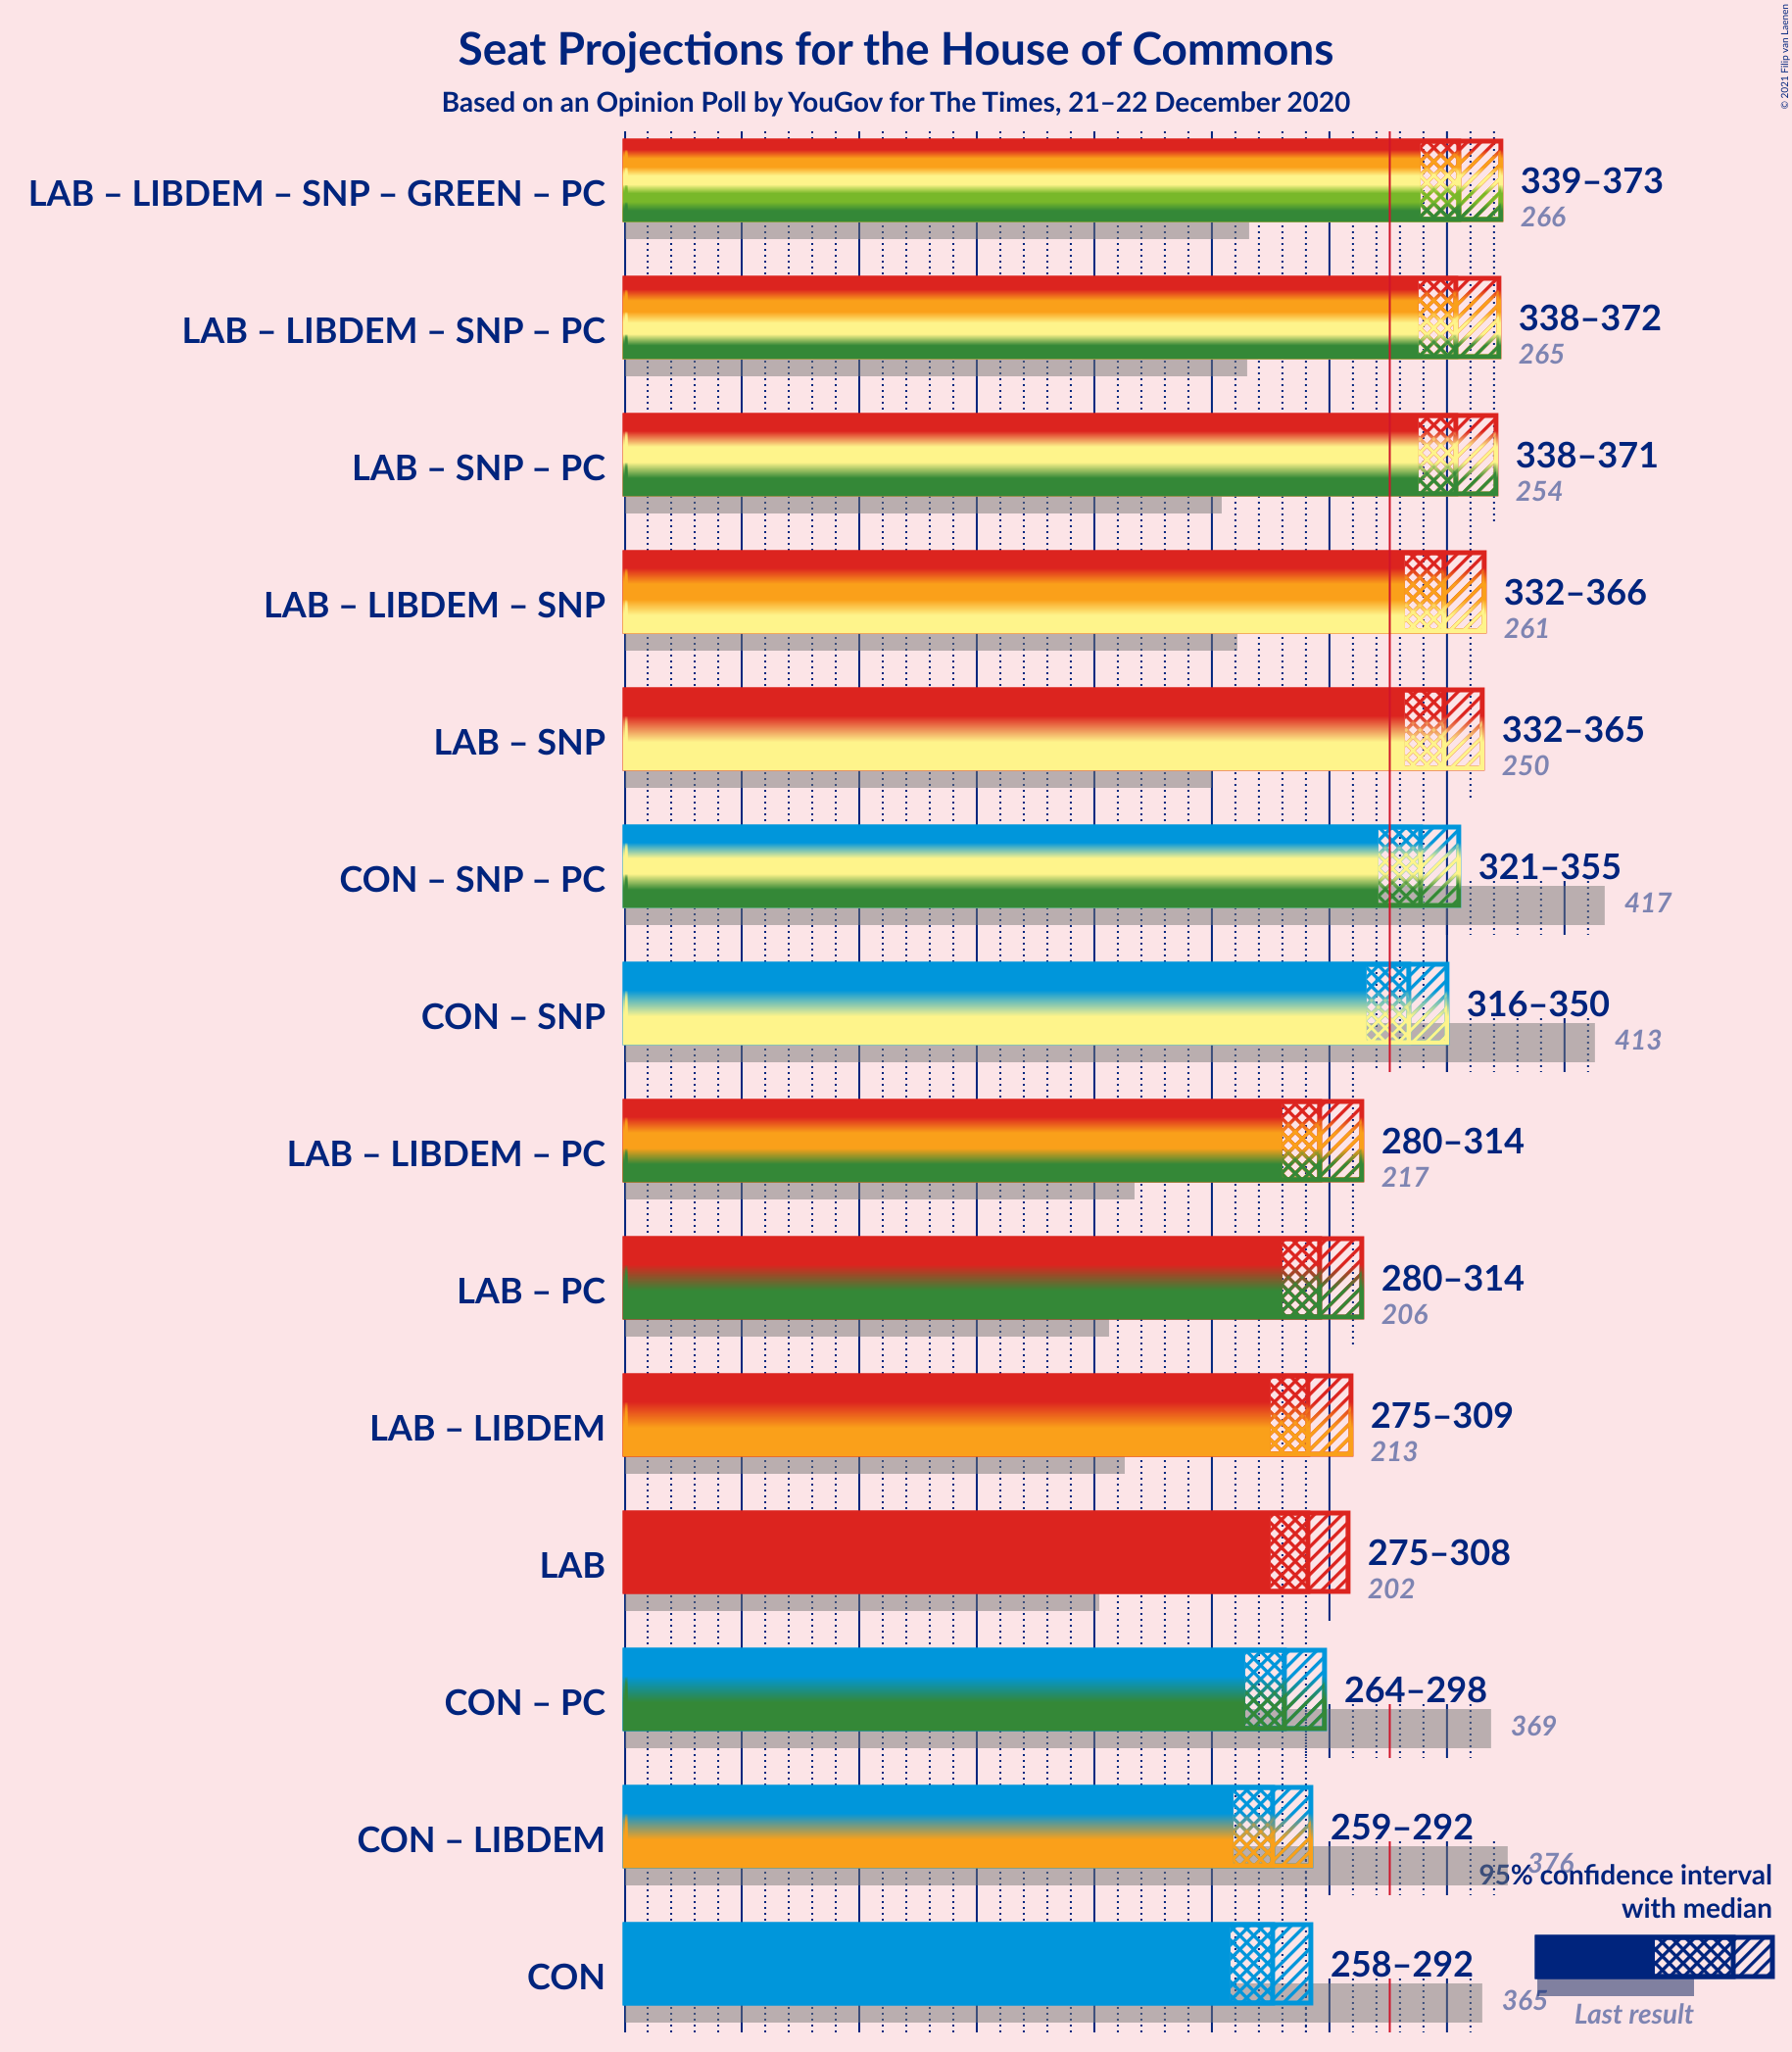 Seat Projections for the House of Commons
Based on an Opinion Poll by YouGov for The Times, 21–22 December 2020
© 2021 Filip van Laenen
LAB – LIBDEM – SNP – GREEN – PC
339–373
266
LAB – LIBDEM – SNP – PC
338–372
265
LAB – SNP – PC
338–371
254
LAB – LIBDEM – SNP
332–366
261
LAB – SNP
332–365
250
CON – SNP – PC
321–355
417
CON – SNP
316–350
413
LAB – LIBDEM – PC
280–314
217
LAB – PC
280–314
206
LAB – LIBDEM
275–309
213
LAB
275–308
202
CON – PC
264–298
369
CON – LIBDEM
259–292
376
CON
258–292
365
95% confidence interval
with median
Last result